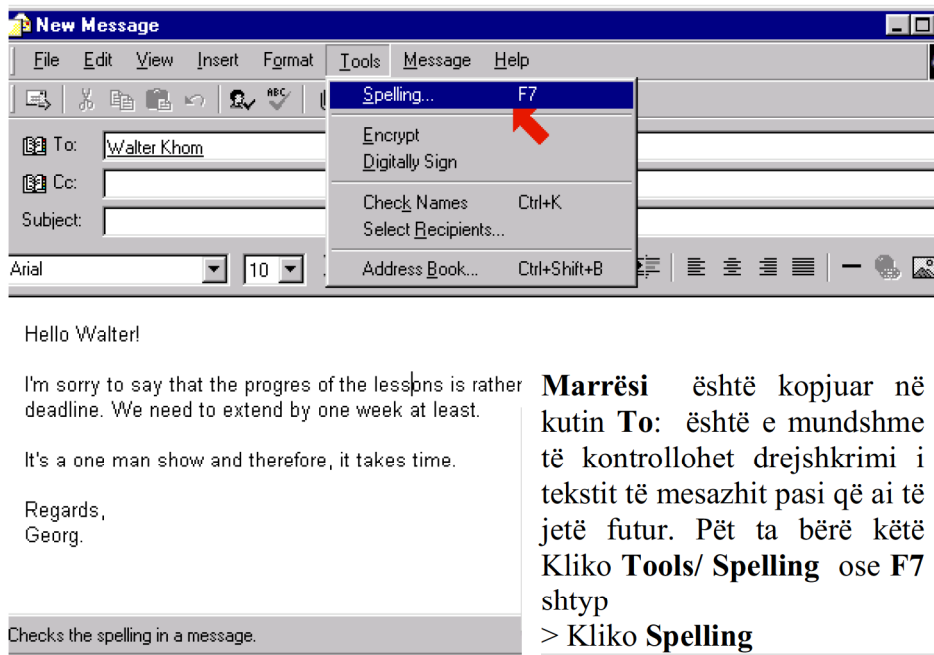 New Message
File Edit View Insert Format Tools Message Help
ABC
Spelling... F7
Encrypt
Digitally Sign
Check Names Ctrl+K
Select Recipients...
Address Book... Ctrl+Shift+B
To: Walter Khom
Cc:
Subject:
Arial 10
Hello Walter!
I'm sorry to say that the progres of the lessons is rather
deadline. We need to extend by one week at least.
It's a one man show and therefore, it takes time.
Regards,
Georg.
Checks the spelling in a message.
Marrësi është kopjuar në
kutin To: është e mundshme
të kontrollohet drejshkrimi i
tekstit të mesazhit pasi që ai të
jetë futur. Pët ta bërë këtë
Kliko Tools/ Spelling ose F7
shtyp
> Kliko Spelling